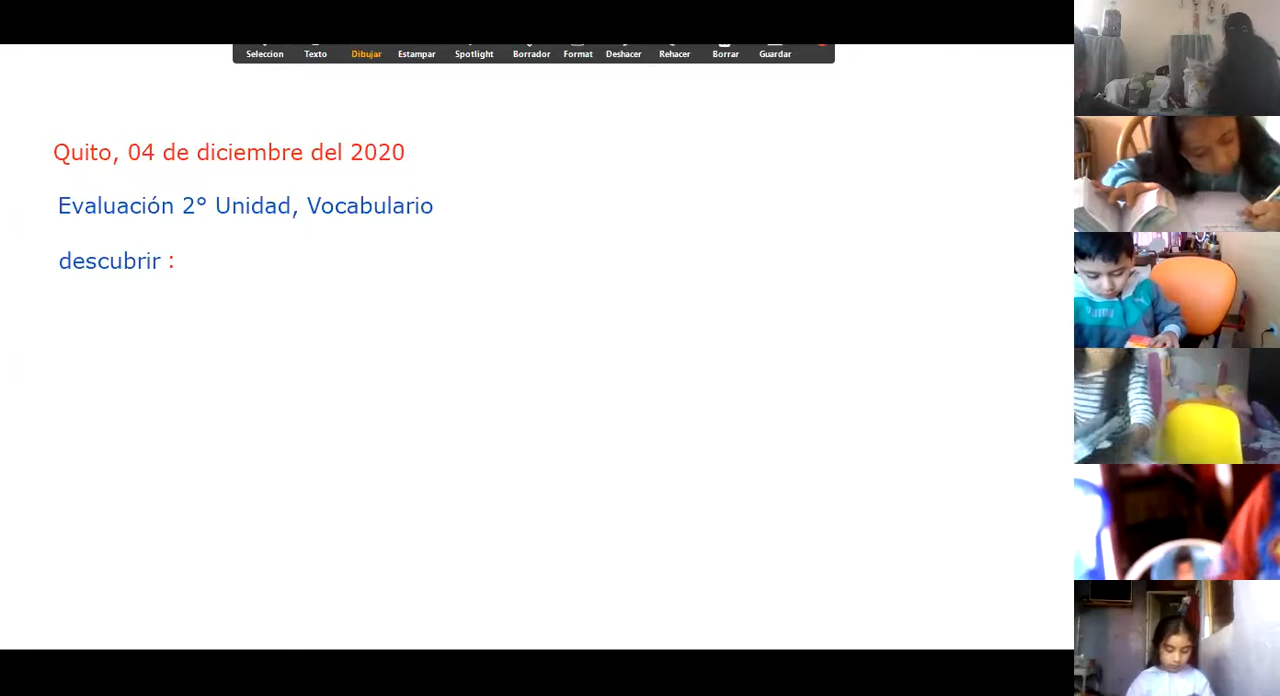 Seleccion Texto Dibujar Estampar Spotlight Borrador Format Deshacer Rehacer Borrar Guardar
Quito, 04 de diciembre del 2020
Evaluación 2° Unidad, Vocabulario
descubrir :